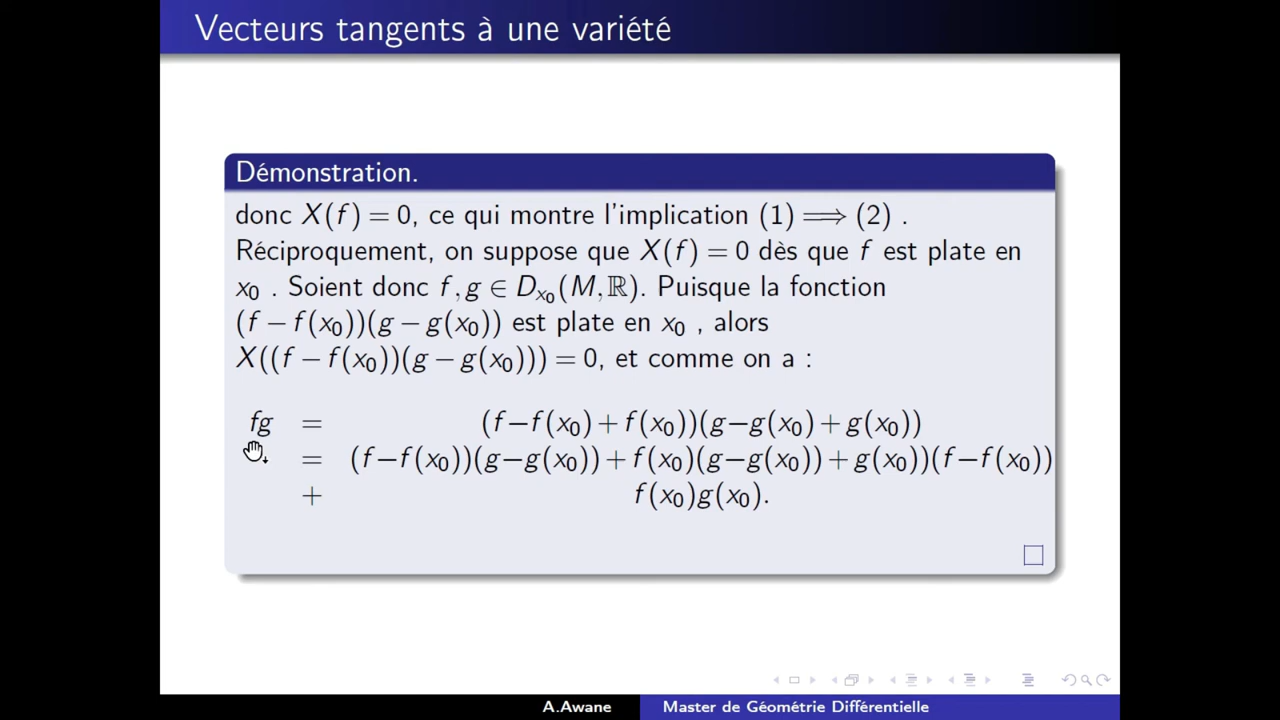 Vecteurs tangents à une variété
Démonstration.
donc X(f) = 0, ce qui montre l'implication (1) ⟹ (2) .
Réciproquement, on suppose que X(f) = 0 dès que f est plate en
x₀ . Soient donc f,g ∈ Dₓ₀(M,ℝ). Puisque la fonction
(f − f(x₀))(g − g(x₀)) est plate en x₀ , alors
X((f − f(x₀))(g − g(x₀))) = 0, et comme on a :
fg = (f−f(x₀)+f(x₀))(g−g(x₀)+g(x₀))
= (f−f(x₀))(g−g(x₀))+f(x₀)(g−g(x₀))+g(x₀))(f−f(x₀))
+ f(x₀)g(x₀).
A.Awane Master de Géométrie Différentielle